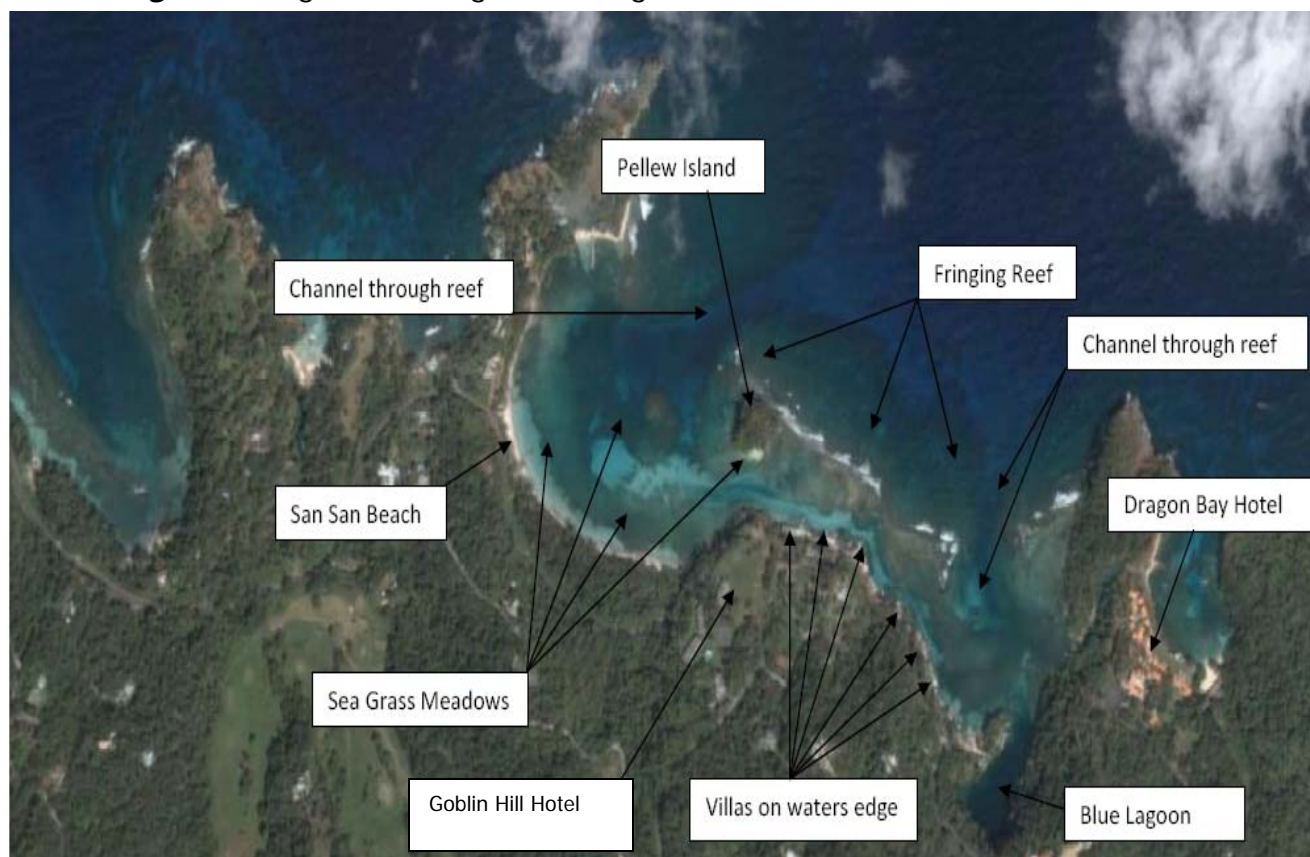 Pellew Island
Channel through reef
Fringing Reef
Channel through reef
San San Beach
Dragon Bay Hotel
Sea Grass Meadows
Goblin Hill Hotel
Villas on waters edge
Blue Lagoon